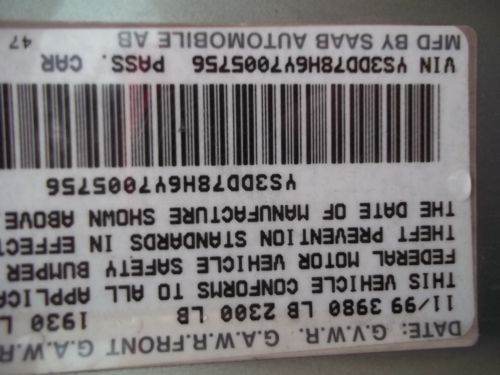 DATE: G.V.W.R. G.A.W.R.FRONT G.A.W.R
11/99 3980 LB 2300 LB 1930 L
THIS VEHICLE CONFORMS TO ALL
FEDERAL MOTOR VEHICLE SAFETY BUMPER
THEFT PREVENTION STANDARDS IN EFFECT
THE DATE OF MANUFACTURE SHOWN ABOVE
YS3DD78H6Y7005756
VIN YS3DD78H6Y7005756 PASS. CAR
MFD BY SAAB AUTOMOBILE AB 47